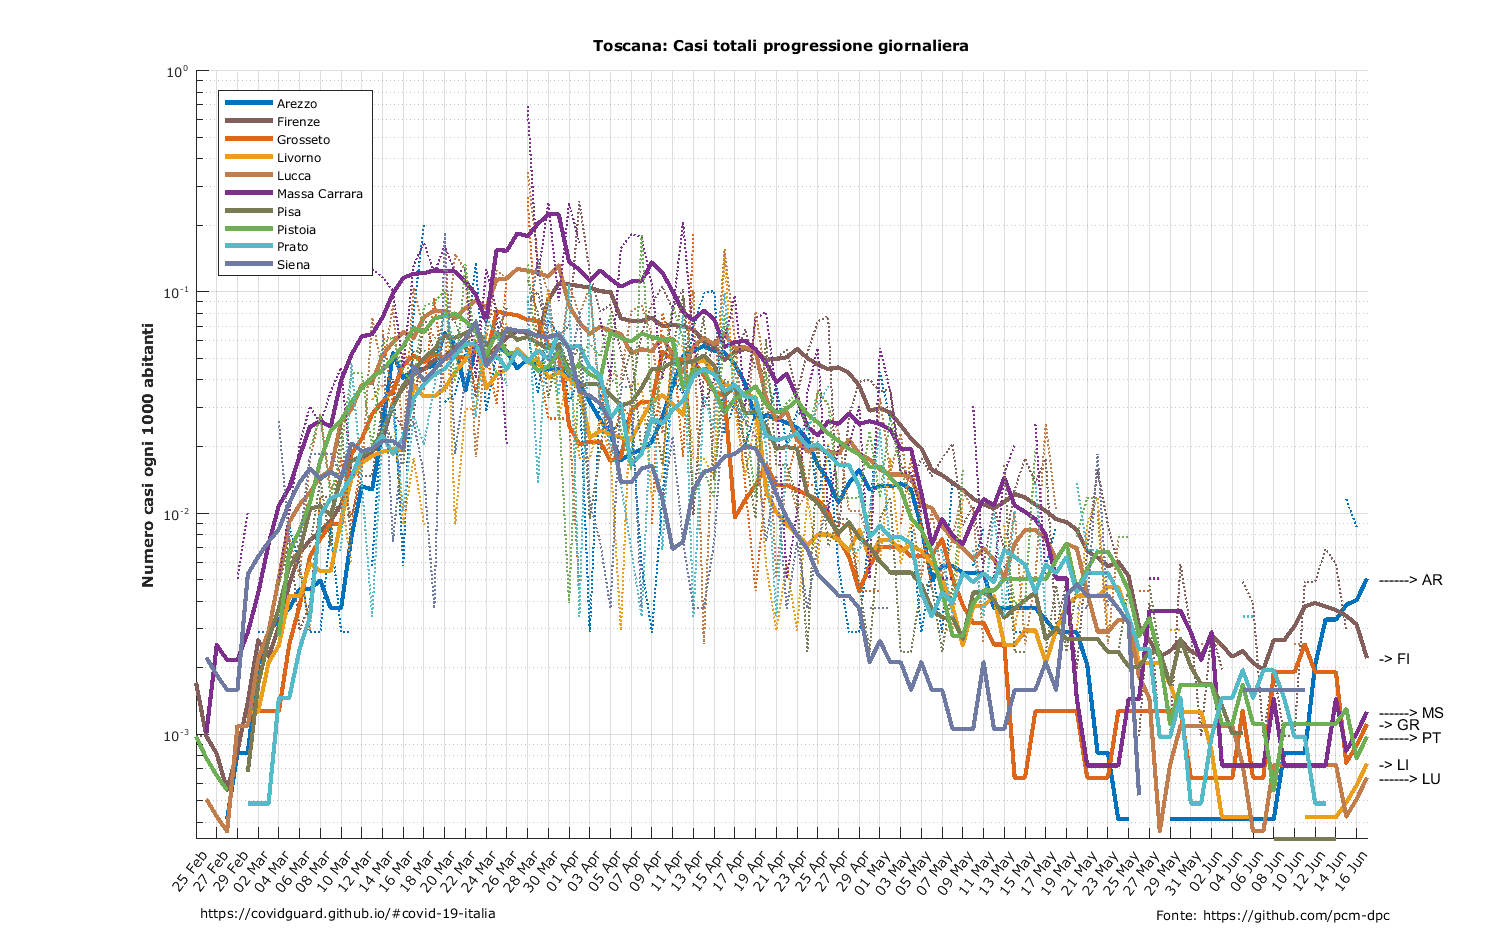 Toscana: Casi totali progressione giornaliera
Numero casi ogni 1000 abitanti
10^0
10^-1
10^-2
10^-3
Arezzo
Firenze
Grosseto
Livorno
Lucca
Massa Carrara
Pisa
Pistoia
Prato
Siena
------> AR
-> FI
------> MS
-> GR
------> PT
-> LI
------> LU
25 Feb
27 Feb
29 Feb
02 Mar
04 Mar
06 Mar
08 Mar
10 Mar
12 Mar
14 Mar
16 Mar
18 Mar
20 Mar
22 Mar
24 Mar
26 Mar
28 Mar
30 Mar
01 Apr
03 Apr
05 Apr
07 Apr
09 Apr
11 Apr
13 Apr
15 Apr
17 Apr
19 Apr
21 Apr
23 Apr
25 Apr
27 Apr
29 Apr
01 May
03 May
05 May
07 May
09 May
11 May
13 May
15 May
17 May
19 May
21 May
23 May
25 May
27 May
29 May
31 May
02 Jun
04 Jun
06 Jun
08 Jun
10 Jun
12 Jun
14 Jun
16 Jun
https://covidguard.github.io/#covid-19-italia
Fonte: https://github.com/pcm-dpc